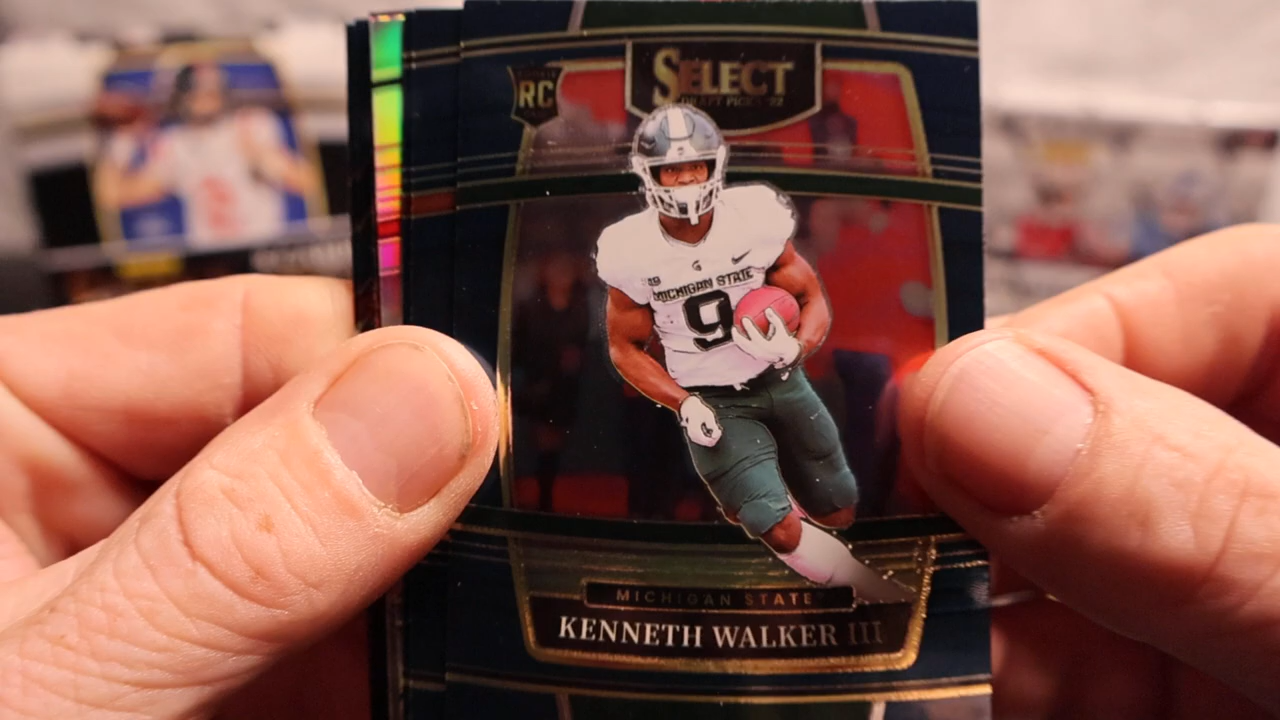 SELECT
DRAFT PICKS '22
RC
MICHIGAN STATE
9
MICHIGAN STATE
KENNETH WALKER III